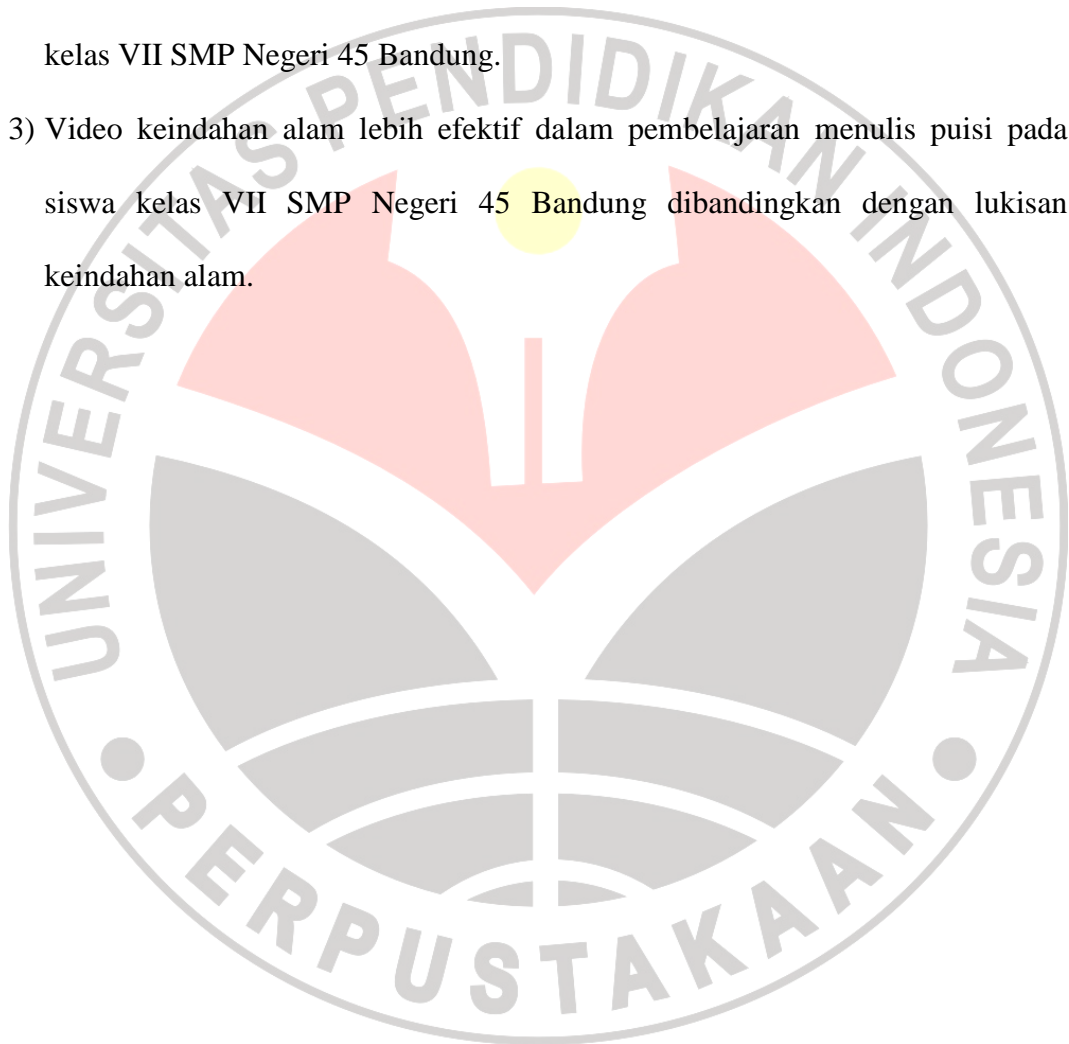 kelas VII SMP Negeri 45 Bandung.
3) Video keindahan alam lebih efektif dalam pembelajaran menulis puisi pada
siswa kelas VII SMP Negeri 45 Bandung dibandingkan dengan lukisan
keindahan alam.
UNIVERSITAS PENDIDIKAN INDONESIA
PERPUSTAKAAN